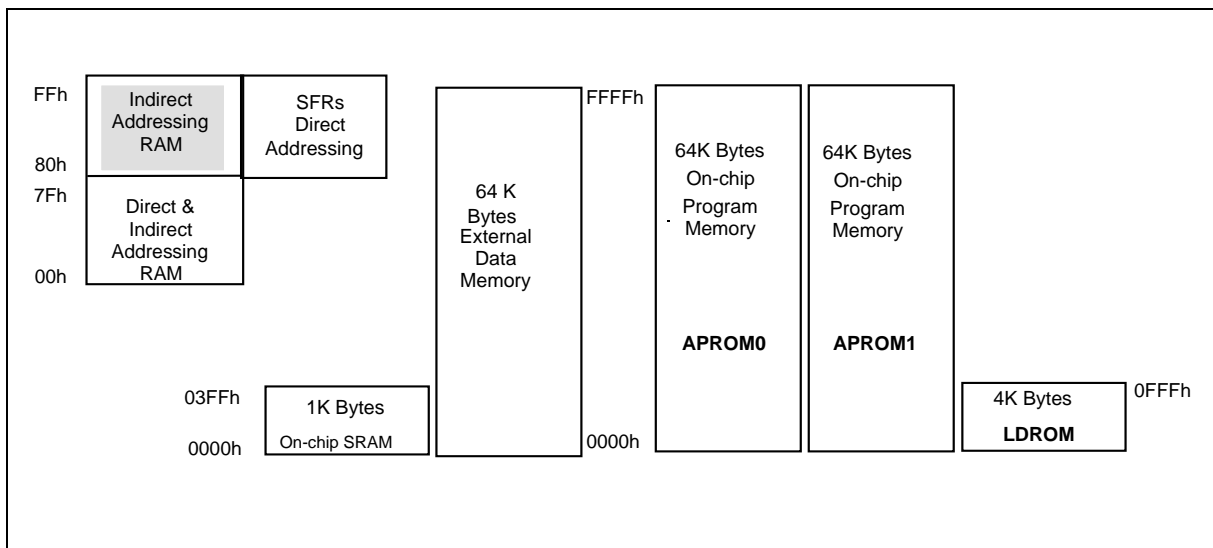 FFh
Indirect
Addressing
RAM
80h
SFRs
Direct
Addressing
7Fh
Direct &
Indirect
Addressing
RAM
00h
03FFh
1K Bytes
On-chip SRAM
0000h
64 K
Bytes
External
Data
Memory
FFFFh
0000h
64K Bytes
On-chip
Program
Memory
APROM0
64K Bytes
On-chip
Program
Memory
APROM1
4K Bytes
LDROM
0FFFh